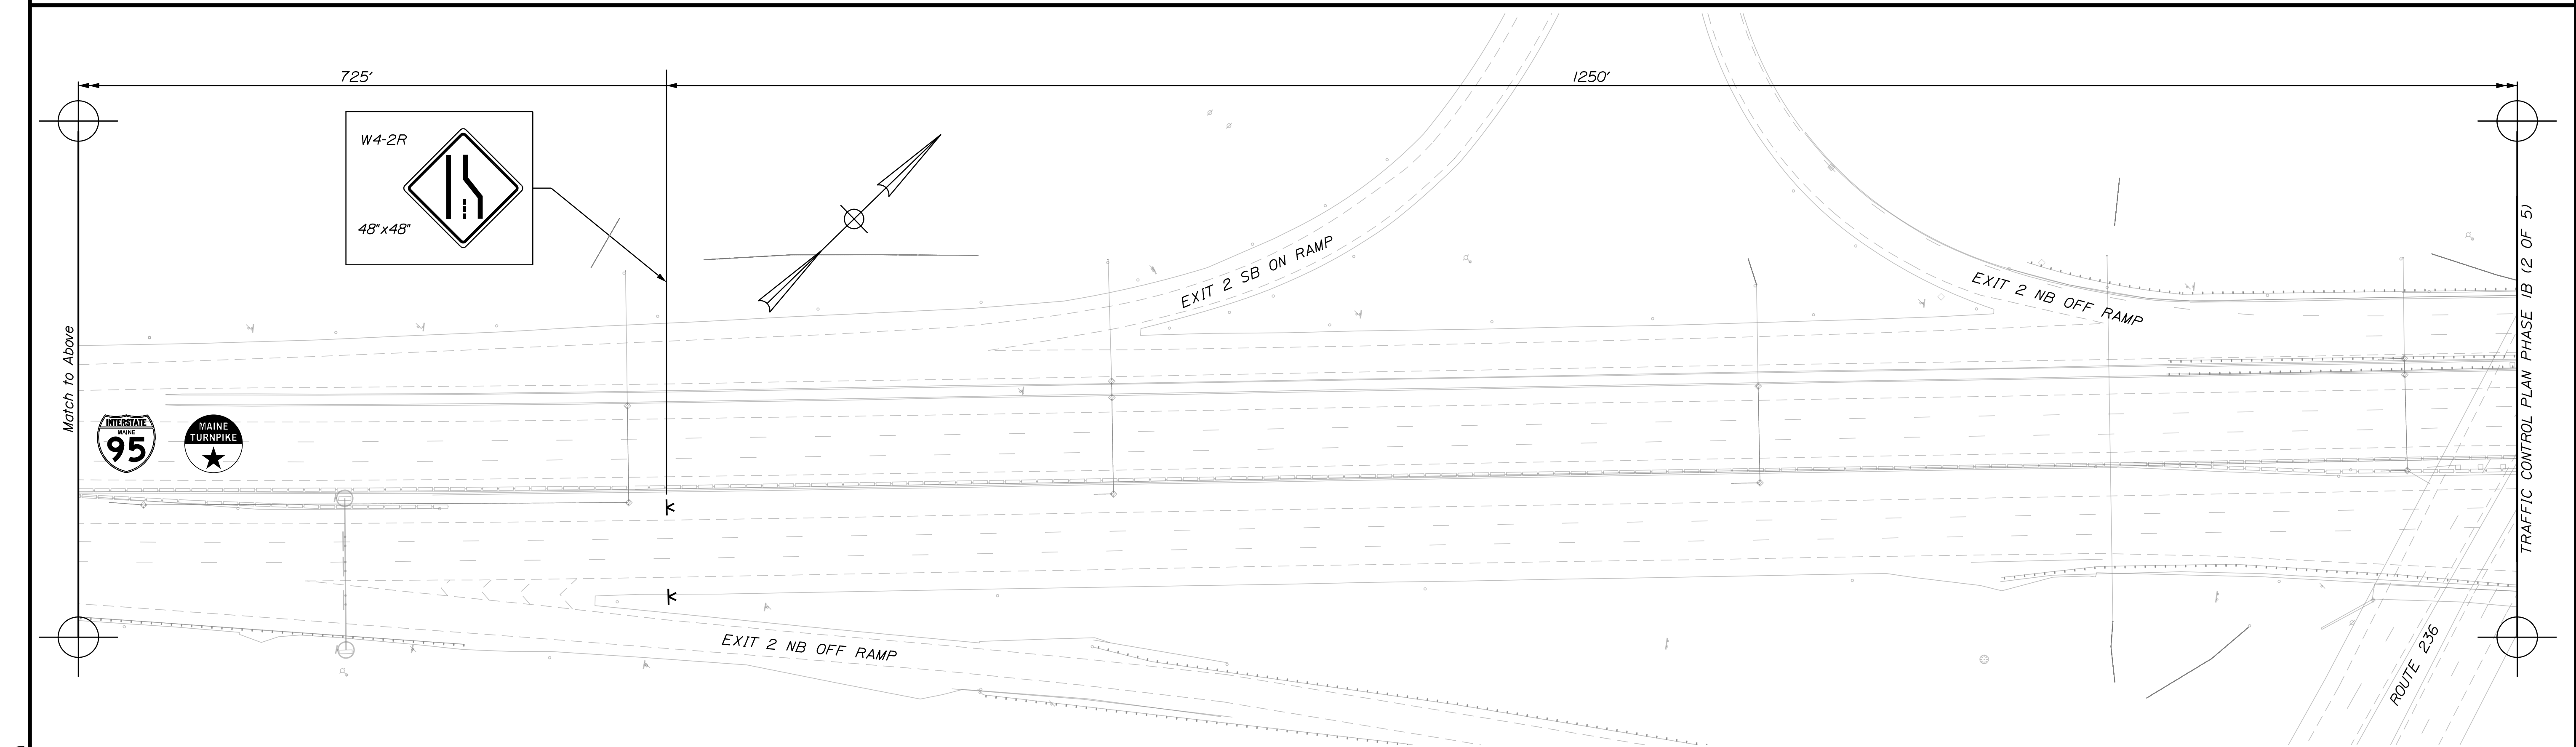 725'
1250'
W4-2R
48"x48"
EXIT 2 SB ON RAMP
EXIT 2 NB OFF RAMP
Match to Above
INTERSTATE
MAINE
95
MAINE
TURNPIKE
EXIT 2 NB OFF RAMP
ROUTE 236
TRAFFIC CONTROL PLAN PHASE 1B (2 OF 5)